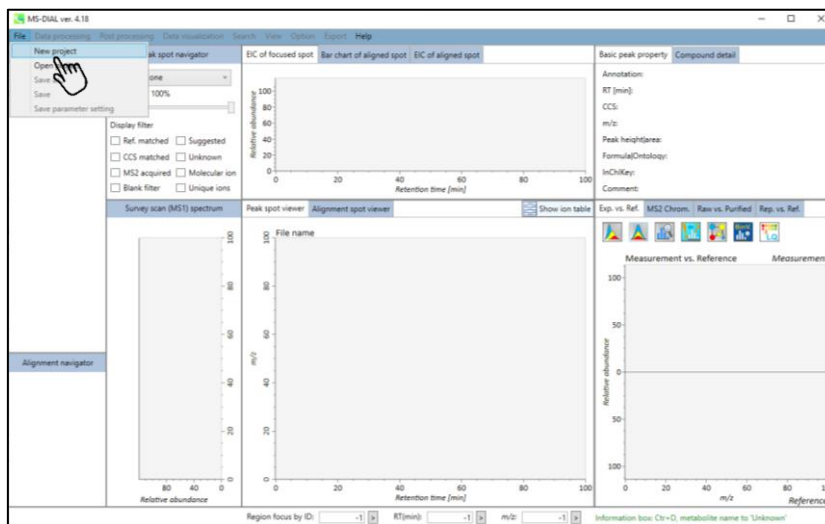 MS-DIAL ver. 4.18
File Data processing Post processing Data visualization Search View Option Export Help
New project
Open
Save
Save
Save parameter setting
ak spot navigator
one
100%
Display filter
Ref. matched Suggested
CCS matched Unknown
MS2 acquired Molecular ion
Blank filter Unique ions
EIC of focused spot Bar chart of aligned spot EIC of aligned spot
Relative abundance
100
80
60
40
20
0
0 20 40 60 80 100
Retention time [min]
Basic peak property Compound detail
Annotation:
RT [min]:
CCS:
m/z:
Peak height|area:
Formula|Ontology:
InChiKey:
Comment:
Alignment navigator
Survey scan (MS1) spectrum
100
80
60
40
20
0
80 60 40 20 0
Relative abundance
Peak spot viewer Alignment spot viewer Show ion table
File name
m/z
100
80
60
40
20
0
0 20 40 60 80 100
Retention time [min]
Exp. vs. Ref. MS2 Chrom. Raw vs. Purified Rep. vs. Ref.
Measurement vs. Reference Measurement
Relative abundance
100
50
0
50
100
0 20 40 60 80
m/z Reference
Region focus by ID: -1 > RT(min): -1 > m/z: -1 >
Information box: Ctr+D, metabolite name to 'Unknown'